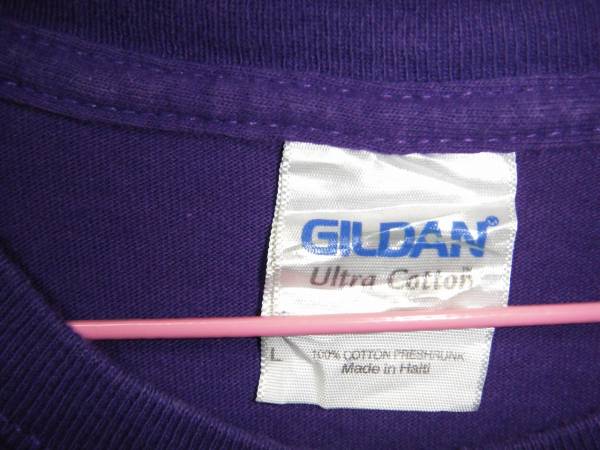 GILDAN®
Ultra Cotton
L 100% COTTON PRESHRUNK
Made in Haiti